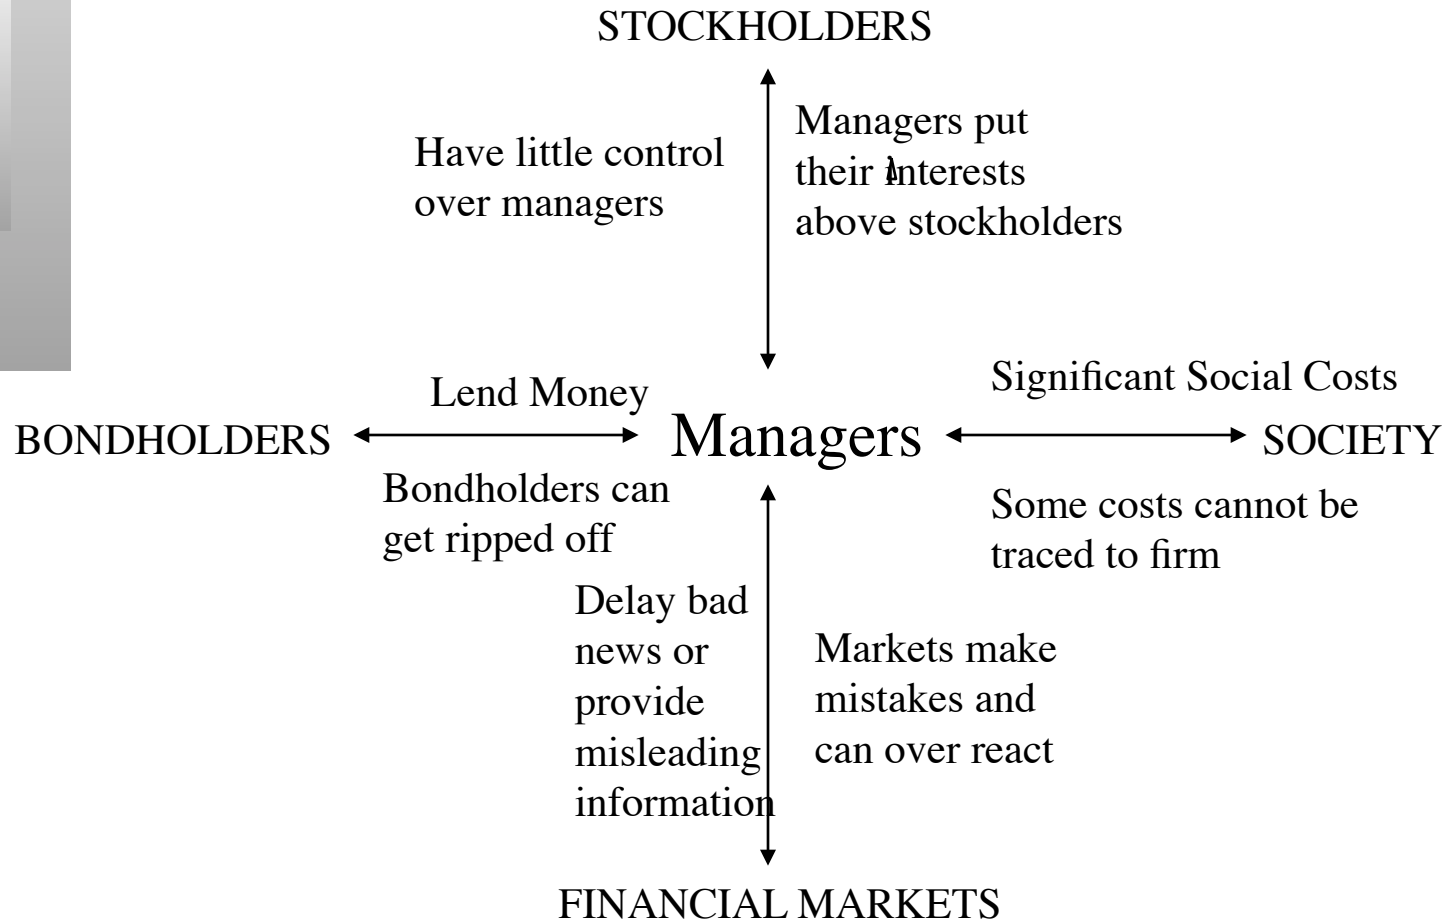 STOCKHOLDERS
Have little control
over managers
Managers put
their interests
above stockholders
Lend Money
Significant Social Costs
BONDHOLDERS
Managers
SOCIETY
Bondholders can
get ripped off
Some costs cannot be
traced to firm
Delay bad
news or
provide
misleading
information
Markets make
mistakes and
can over react
FINANCIAL MARKETS